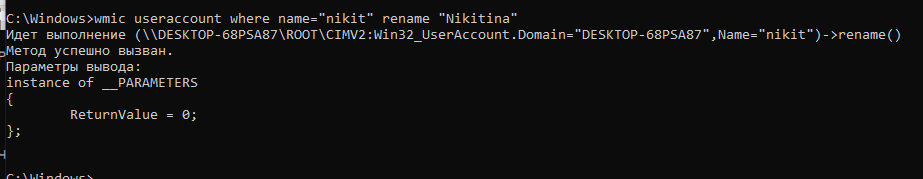 C:\Windows>wmic useraccount where name="nikit" rename "Nikitina"
Идет выполнение (\\DESKTOP-68PSA87\ROOT\CIMV2:Win32_UserAccount.Domain="DESKTOP-68PSA87",Name="nikit")->rename()
Метод успешно вызван.
Параметры вывода:
instance of __PARAMETERS
{
        ReturnValue = 0;
};
C:\Windows>